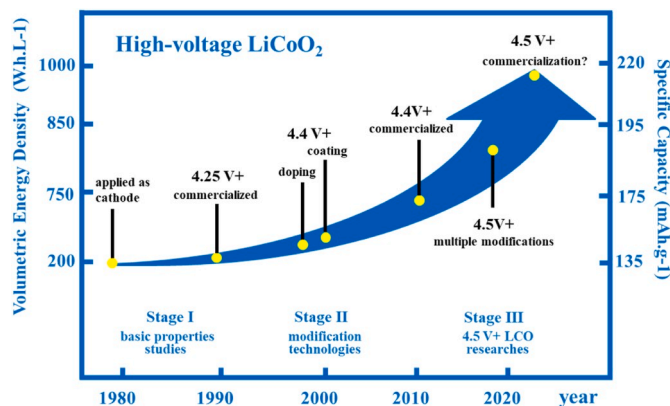 High-voltage LiCoO2
Volumetric Energy Density (W.h.L-1)
1000
850
750
200
Specific Capacity (mAh.g-1)
215
195
175
135
applied as
cathode
4.25 V+
commercialized
doping
4.4 V+
coating
4.4V+
commercialized
4.5V+
multiple modifications
4.5 V+
commercialization?
Stage I
basic properties
studies
Stage II
modification
technologies
Stage III
4.5 V+ LCO
researches
1980
1990
2000
2010
2020
year